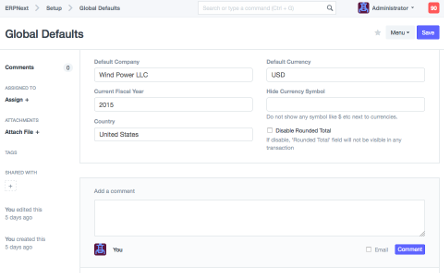 ERPNext > Setup > Global Defaults
Search or type a command (Ctrl + G)
Administrator
90
Global Defaults
Menu
Save
Comments 0
ASSIGNED TO
Assign +
ATTACHMENTS
Attach File +
TAGS
SHARED WITH
+
You edited this
5 days ago
You created this
5 days ago
Default Company
Wind Power LLC
Current Fiscal Year
2015
Country
United States
Default Currency
USD
Hide Currency Symbol
Do not show any symbol like $ etc next to currencies.
Disable Rounded Total
If disable, 'Rounded Total' field will not be visible in any
transaction
Add a comment
You
Email
Comment